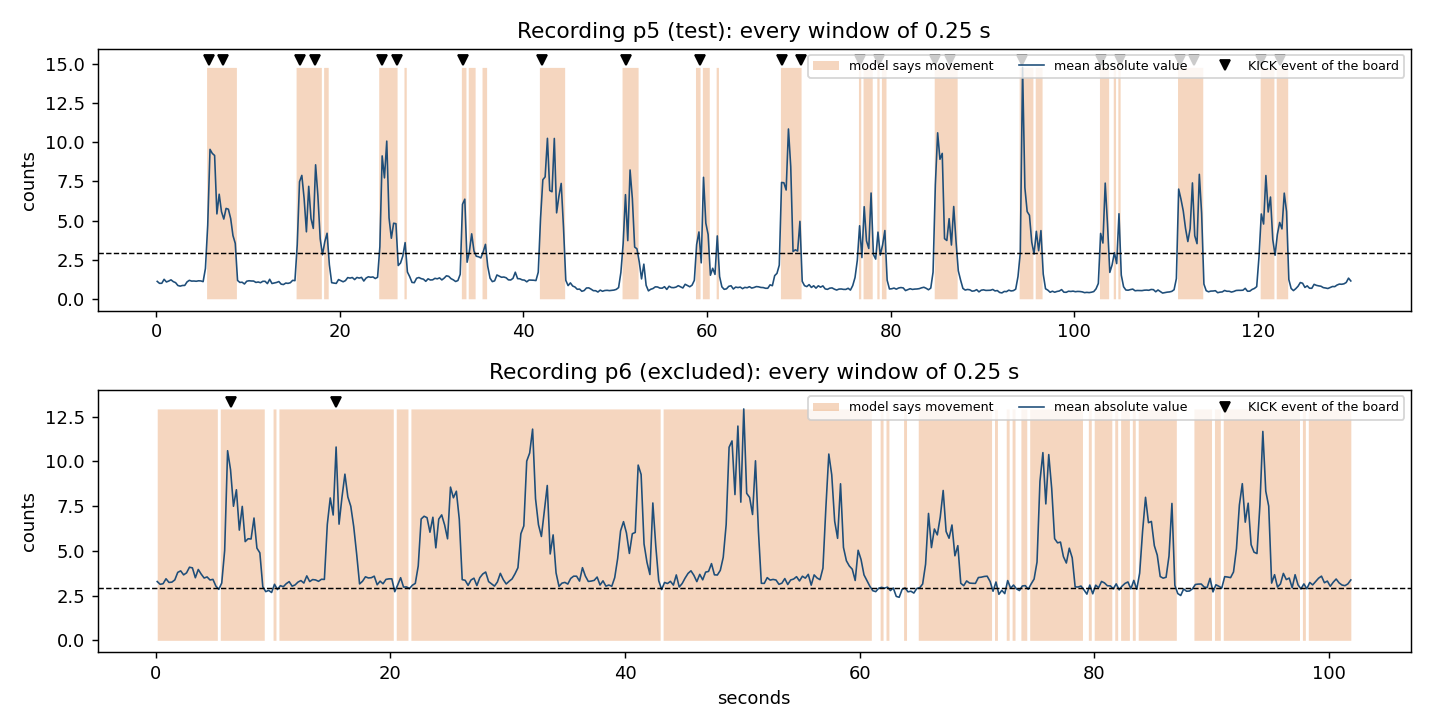 Recording p5 (test): every window of 0.25 s
model says movement mean absolute value KICK event of the board
15.0
12.5
10.0
7.5
5.0
2.5
0.0
counts
0 20 40 60 80 100 120
Recording p6 (excluded): every window of 0.25 s
model says movement mean absolute value KICK event of the board
12.5
10.0
7.5
5.0
2.5
0.0
counts
0 20 40 60 80 100
seconds